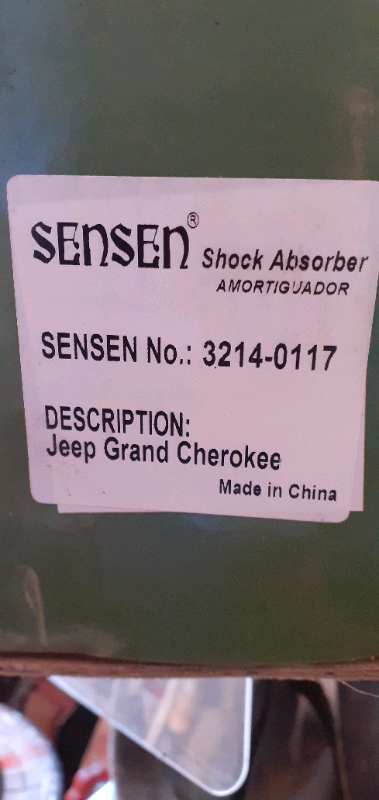 SENSEN® Shock Absorber
AMORTIGUADOR
SENSEN No.: 3214-0117
DESCRIPTION:
Jeep Grand Cherokee
Made in China